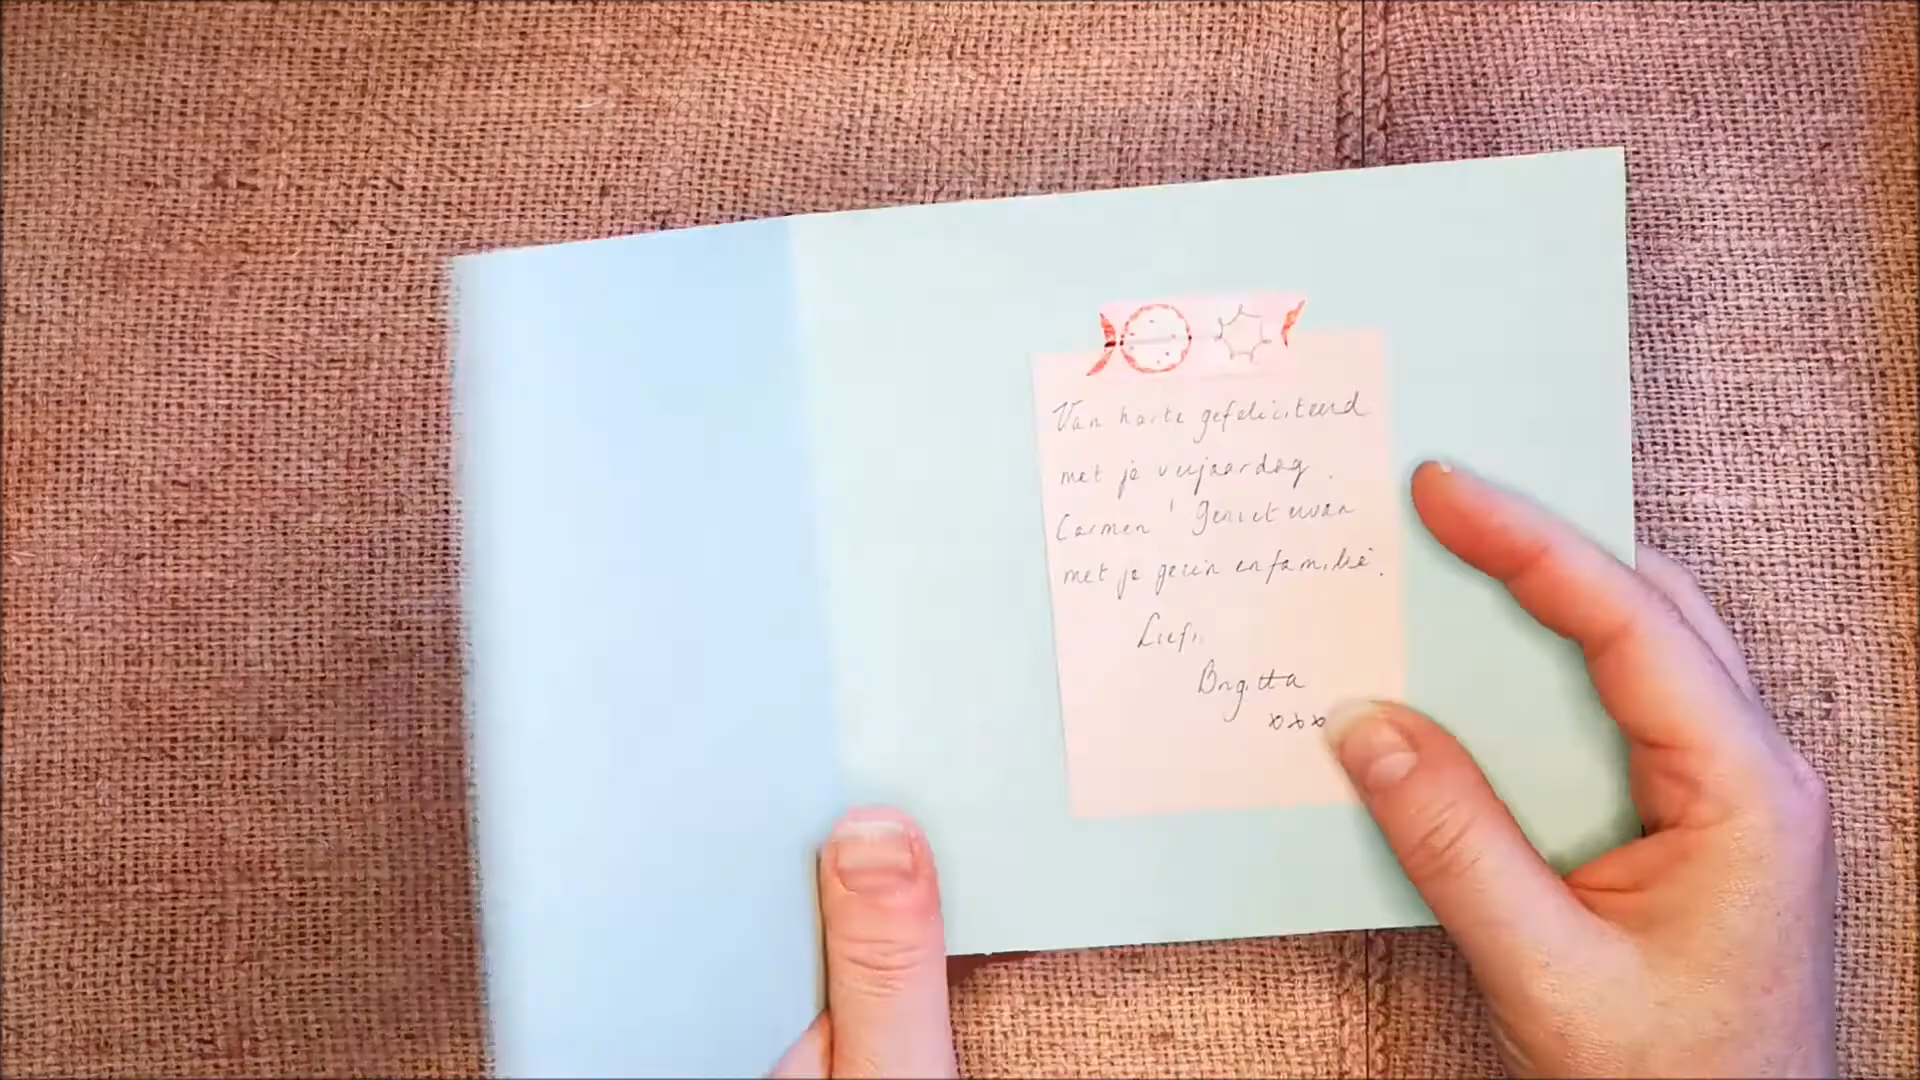 Van harte gefeliciteerd
met je verjaardag
Carmen! Geniet ervan
met je gezin en familie.
Liefs,
Brigitta
xxx